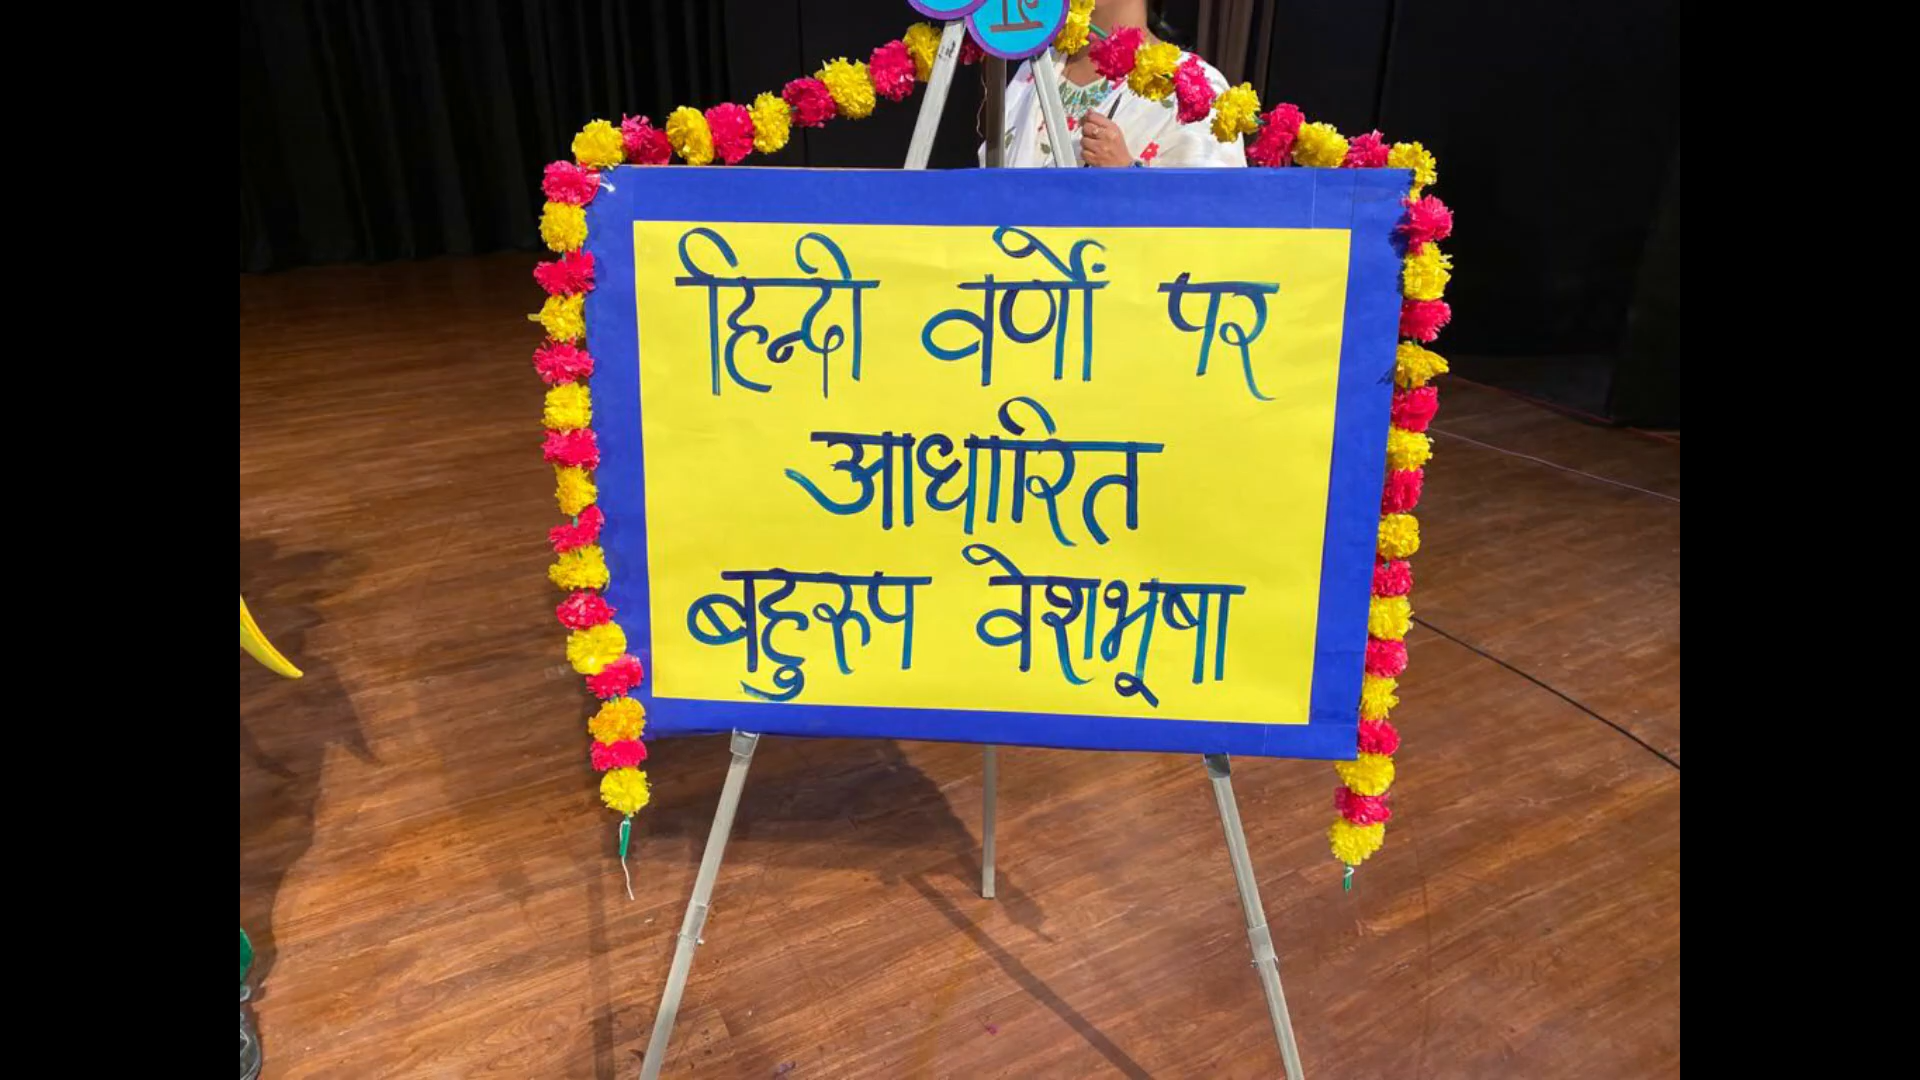 हिन्दी वर्णों पर
आधारित
बहुरुप वेशभूषा